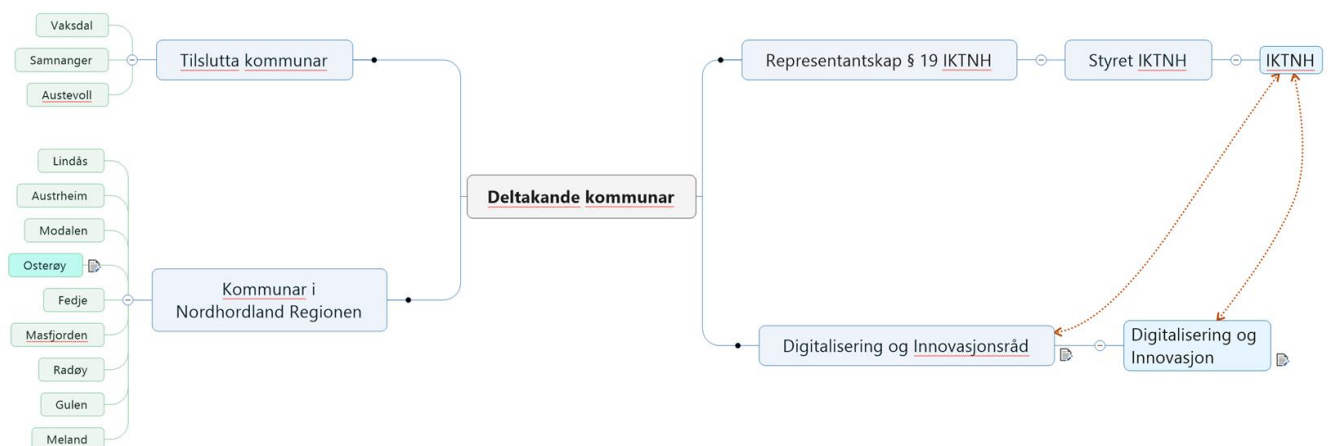 Vaksdal
Samnanger
Austevoll
Tilslutta kommunar
Lindås
Austrheim
Modalen
Osterøy
Fedje
Masfjorden
Radøy
Gulen
Meland
Kommunar i
Nordhordland Regionen
Deltakande kommunar
Representantskap § 19 IKTNH
Styret IKTNH
IKTNH
Digitalisering og Innovasjonsråd
Digitalisering og
Innovasjon